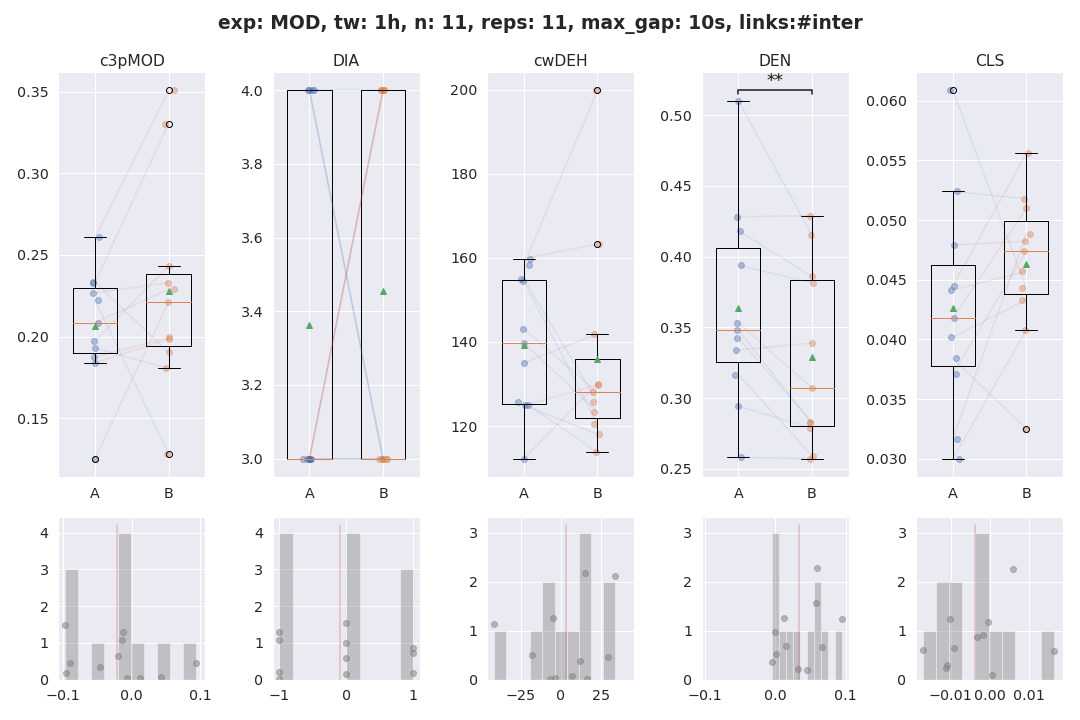 exp: MOD, tw: 1h, n: 11, reps: 11, max_gap: 10s, links:#inter
c3pMOD DIA cwDEH DEN CLS
**
0.35 4.0 200 0.50 0.060
0.30 3.8 180 0.45 0.055
0.25 3.6 160 0.40 0.050
0.20 3.4 140 0.35 0.045
0.15 3.2 120 0.30 0.040
3.0 0.25 0.035
0.030
A B A B A B A B A B
4 4 3 3 3
3 3 2 2 2
2 2 1 1 1
1 1 0 0 0
0 0
−0.1 0.0 0.1 −1 0 1 −25 0 25 −0.1 0.0 0.1 −0.01 0.00 0.01